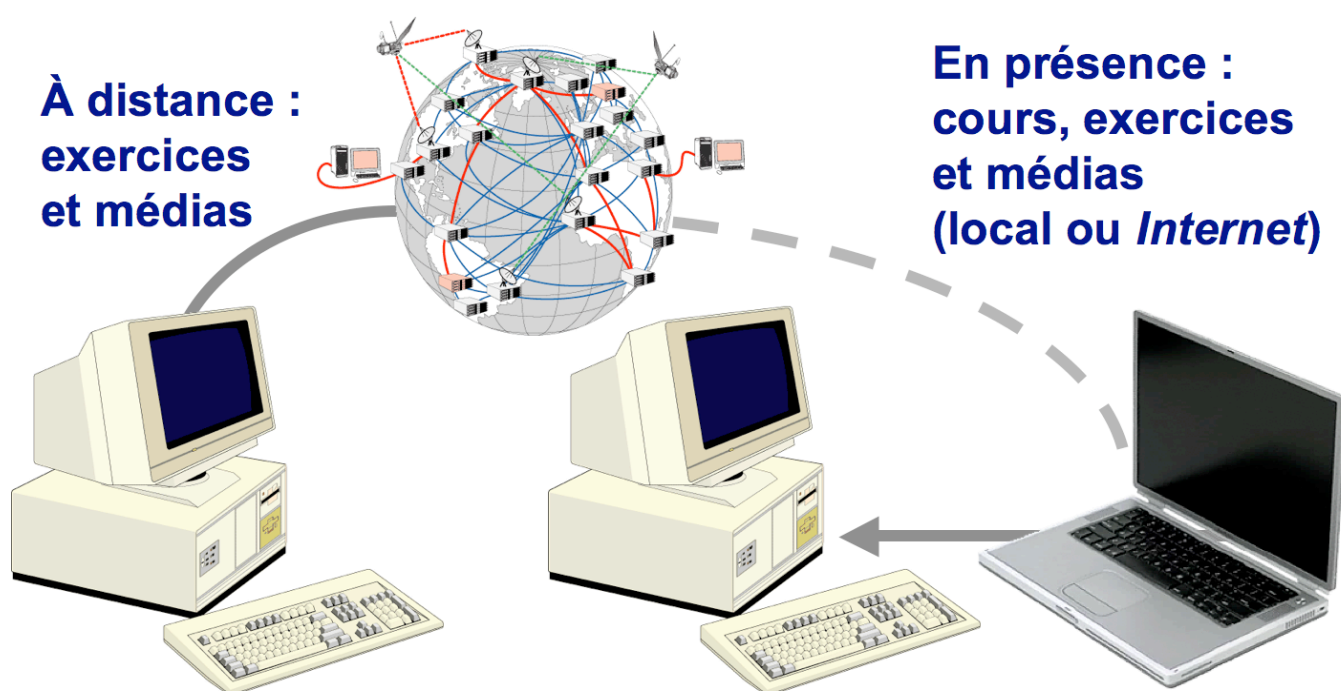 À distance :
exercices
et médias
En présence :
cours, exercices
et médias
(local ou Internet)